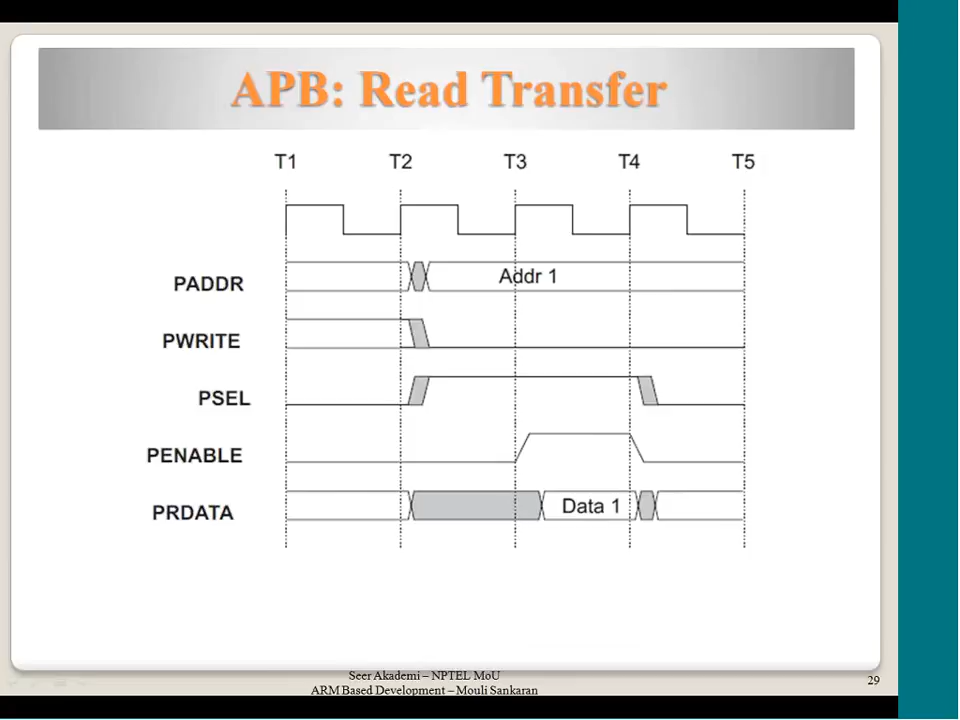 APB: Read Transfer
T1 T2 T3 T4 T5
PADDR Addr 1
PWRITE
PSEL
PENABLE
PRDATA Data 1
Seer Akademi – NPTEL MoU
ARM Based Development – Mouli Sankaran
29